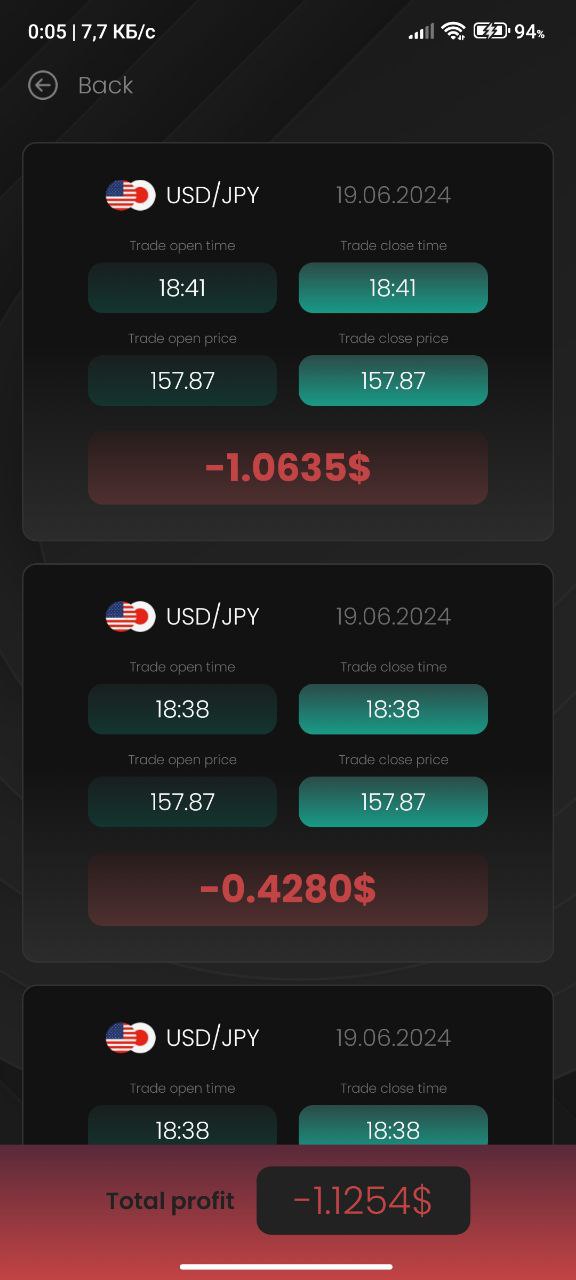 0:05 | 7,7 КБ/с 94%
Back
USD/JPY 19.06.2024
Trade open time Trade close time
18:41 18:41
Trade open price Trade close price
157.87 157.87
-1.0635$
USD/JPY 19.06.2024
Trade open time Trade close time
18:38 18:38
Trade open price Trade close price
157.87 157.87
-0.4280$
USD/JPY 19.06.2024
Trade open time Trade close time
18:38 18:38
Total profit -1.1254$